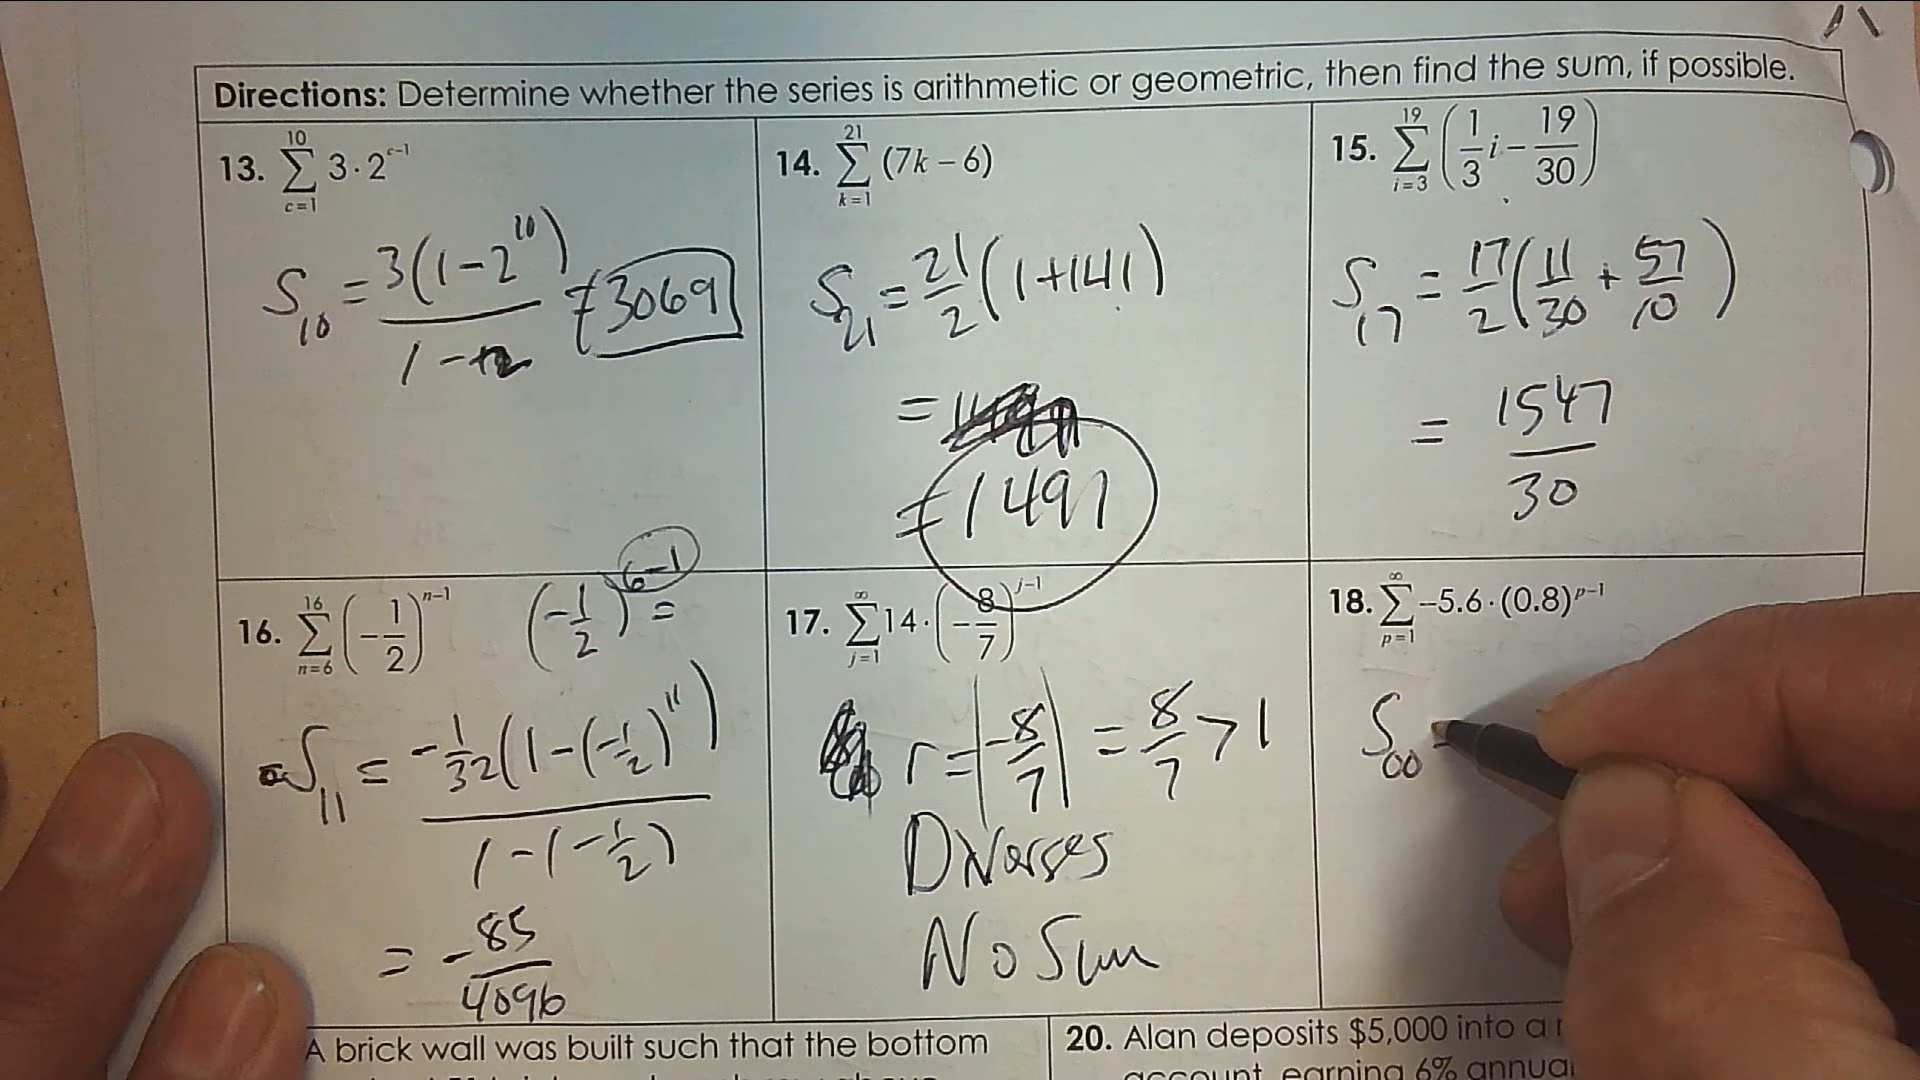 Directions: Determine whether the series is arithmetic or geometric, then find the sum, if possible.
13. 10 ∑ c=1 3·2^(c−1)
S₁₀ = 3(1−2^10) / 1−2 = 3069
14. 21 ∑ k=1 (7k − 6)
S₂₁ = 21/2 (1+141)
= 1491
15. 19 ∑ i=3 (1/3 i − 19/30)
S₁₇ = 17/2 (11/30 + 57/10)
= 1547/30
16. 16 ∑ n=6 (−1/2)^(n−1) (−1/2)^(6−1) =
S₁₁ = −1/32 (1−(−1/2)^11) / 1−(−1/2)
= −85/4096
17. ∞ ∑ j=1 14·(−8/7)^(j−1)
r = |−8/7| = 8/7 > 1
Diverges
No Sum
18. ∞ ∑ p=1 −5.6·(0.8)^(p−1)
S∞ =
A brick wall was built such that the bottom
20. Alan deposits $5,000 into a
account, earning 6% annual